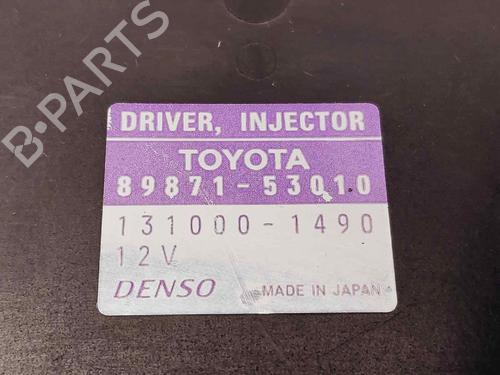 B-PARTS
DRIVER, INJECTOR
TOYOTA
89871-53010
131000-1490
12V
DENSO MADE IN JAPAN